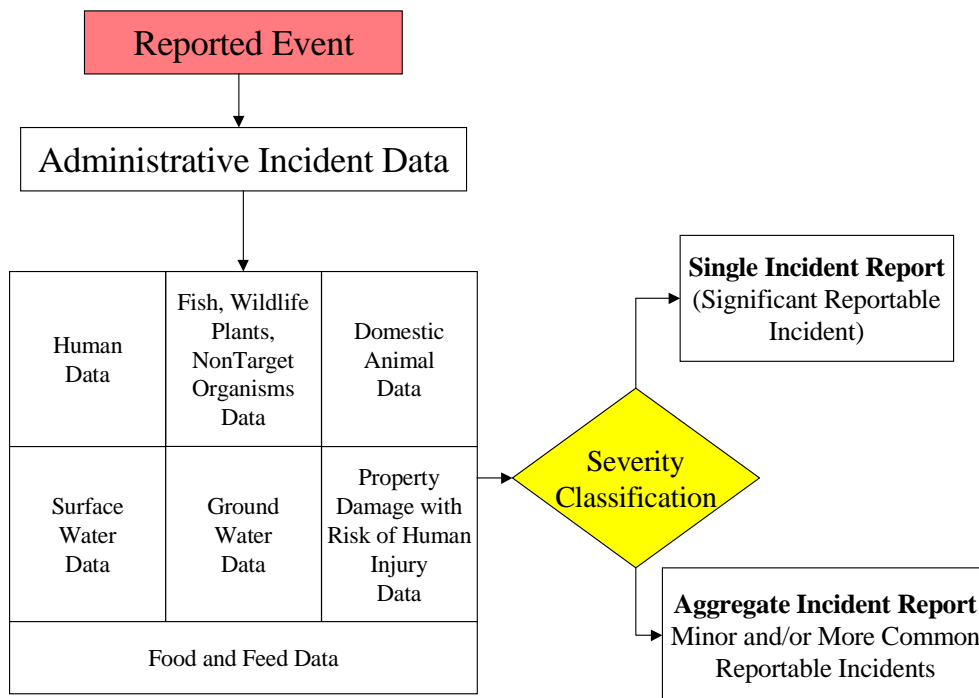 Reported Event
Administrative Incident Data
Human
Data
Fish, Wildlife
Plants,
NonTarget
Organisms
Data
Domestic
Animal
Data
Surface
Water
Data
Ground
Water
Data
Property
Damage with
Risk of Human
Injury
Data
Food and Feed Data
Severity
Classification
Single Incident Report
(Significant Reportable
Incident)
Aggregate Incident Report
Minor and/or More Common
Reportable Incidents